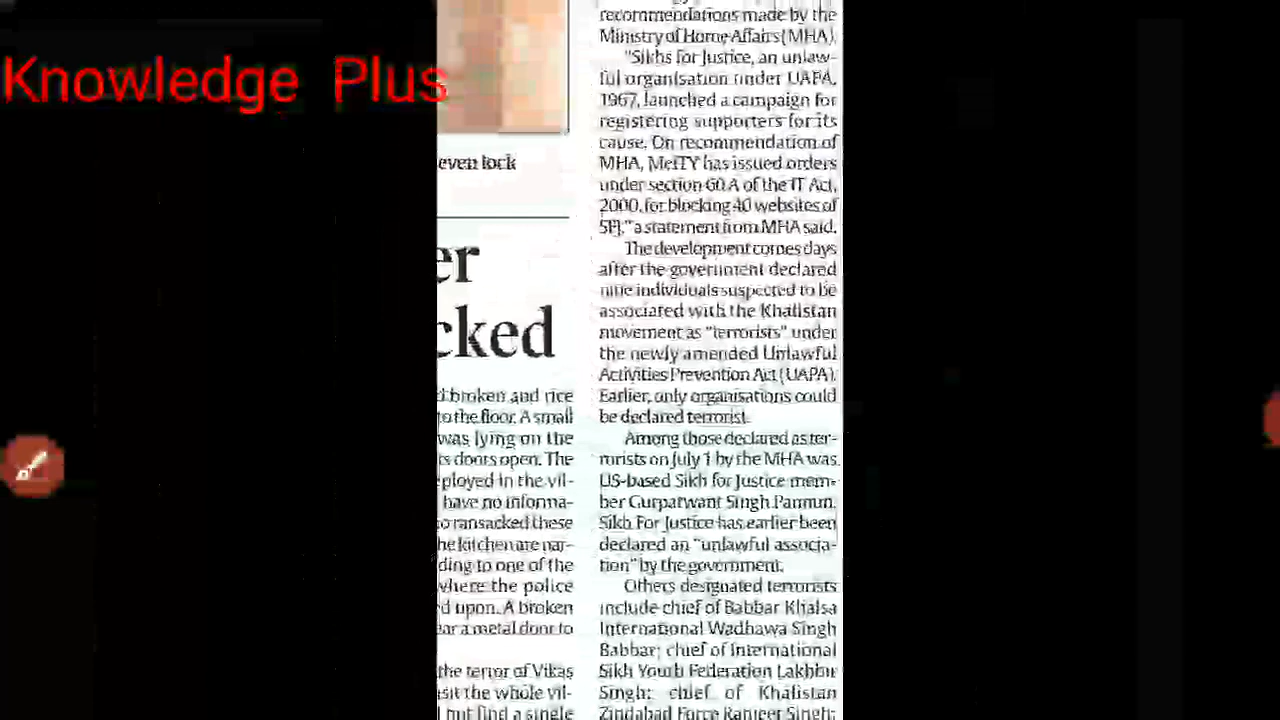 Knowledge Plus
even lock
er
cked
d broken and rice
to the floor. A small
was lying on the
ts doors open. The
ployed in the vil-
have no informa-
o ransacked these
he kitchen are nar-
ding to one of the
where the police
d upon. A broken
ear a metal door to
the terror of Vikas
sit the whole vil-
but find a single
recommendations made by the
Ministry of Home Affairs (MHA).
"Sikhs for Justice, an unlaw-
ful organisation under UAPA,
1967, launched a campaign for
registering supporters for its
cause. On recommendation of
MHA, MeITY has issued orders
under section 69 A of the IT Act,
2000, for blocking 40 websites of
SFJ," a statement from MHA said.
The development comes days
after the government declared
nine individuals suspected to be
associated with the Khalistan
movement as "terrorists" under
the newly amended Unlawful
Activities Prevention Act (UAPA).
Earlier, only organisations could
be declared terrorist.
Among those declared as ter-
rorists on July 1 by the MHA was
US-based Sikh for Justice mem-
ber Gurpatwant Singh Pannun.
Sikh For Justice has earlier been
declared an "unlawful associa-
tion" by the government.
Others designated terrorists
include chief of Babbar Khalsa
International Wadhawa Singh
Babbar; chief of International
Sikh Youth Federation Lakhbir
Singh; chief of Khalistan
Zindabad Force Ranjeet Singh;